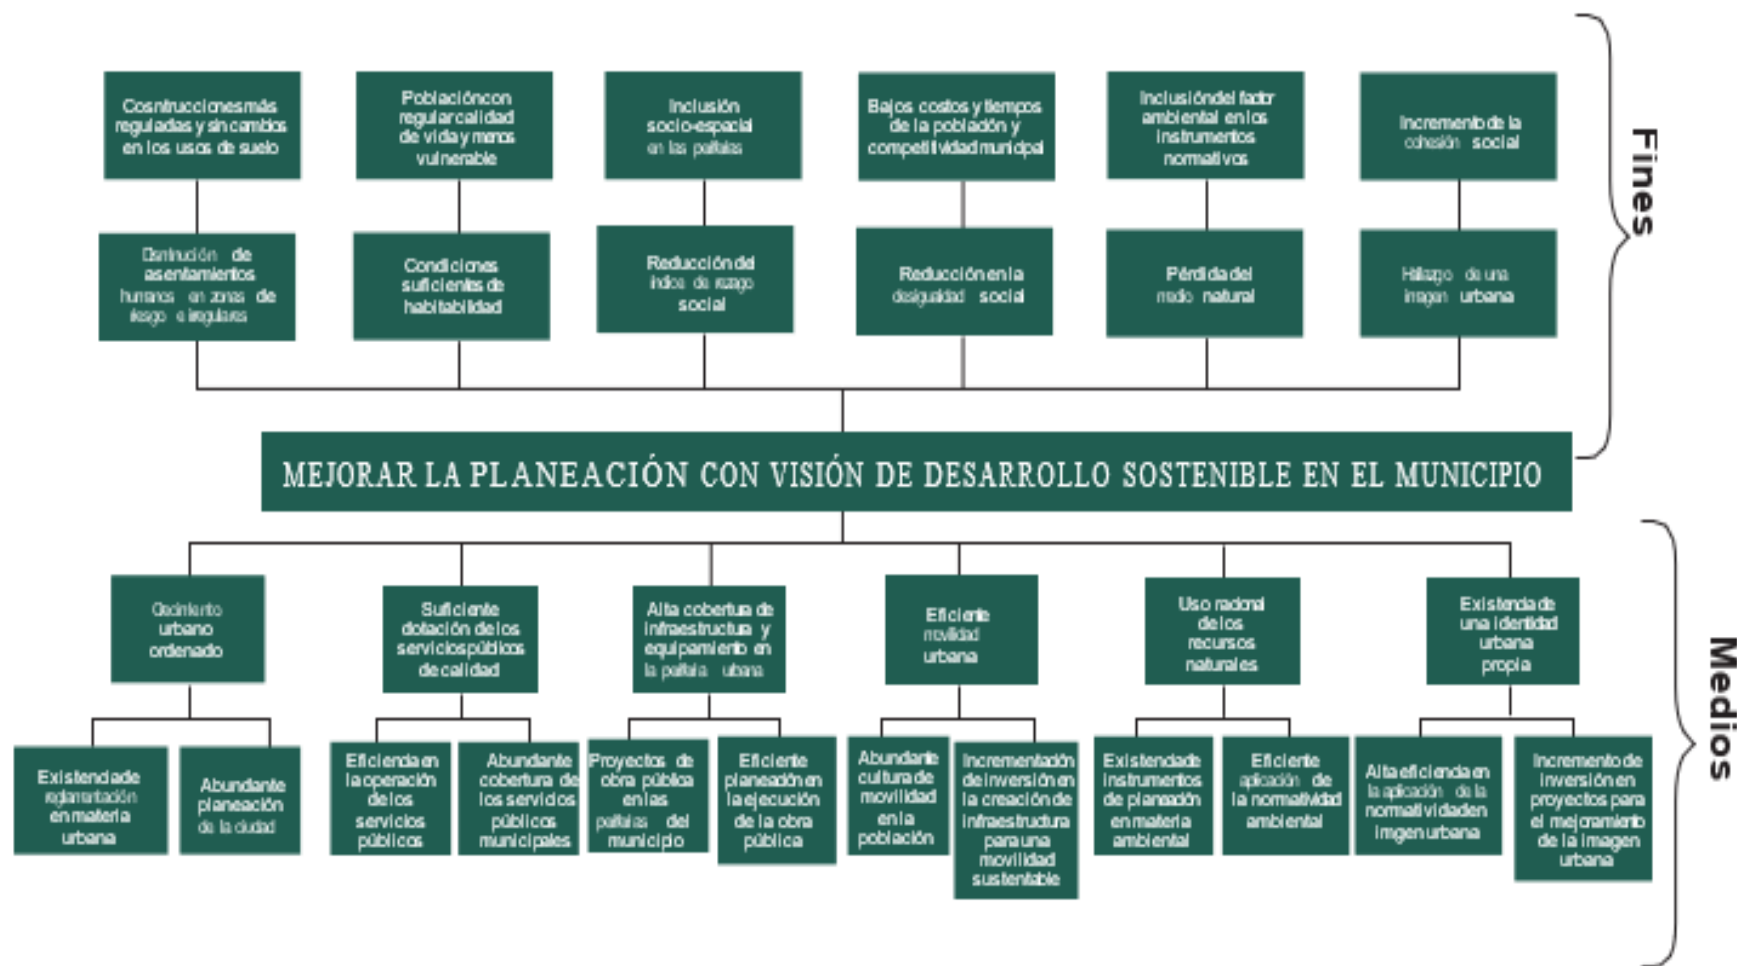 Cosntrucciones más
reguladas y sin cambios
en los usos de suelo
Población con
regular calidad
de vida y menos
vulnerable
Inclusión
socio-espacial
en las
Bajos costos y tiempos
de la población y
competitividad municipal
Inclusión del factor
ambiental en los
instrumentos
normativos
Incremento de la
cohesión social
Fines
de
asentamientos
humanos en zonas de
riesgo e irregulares
Condiciones
suficientes de
habitabilidad
Reducción del
índice de rezago
social
Reducción en la
desigualdad social
Pérdida del
medio natural
Hallazgo de una
imagen urbana
MEJORAR LA PLANEACIÓN CON VISIÓN DE DESARROLLO SOSTENIBLE EN EL MUNICIPIO
Crecimiento
urbano
ordenado
Suficiente
dotación de los
servicios públicos
de calidad
Alta cobertura de
infraestructura y
equipamiento en
la urbana
Eficiente
movilidad
urbana
Uso racional
de los
recursos
naturales
Existencia de
una identidad
urbana
propia
Medios
Existencia de
reglamentación
en materia
urbana
Abundante
planeación
de la ciudad
Eficiencia en
la operación
de los
servicios
públicos
Abundante
cobertura de
los servicios
públicos
municipales
Proyectos de
obra pública
en las
del
municipio
Eficiente
planeación en
la ejecución
de la obra
pública
Abundante
cultura de
movilidad
en la
población
Incrementación
de inversión en
la creación de
infraestructura
para una
movilidad
sustentable
Existencia de
instrumentos
de planeación
en materia
ambiental
Eficiente
aplicación de
la normatividad
ambiental
Alta eficiencia en
la aplicación de la
normatividad en
imgen urbana
Incremento de
inversión en
proyectos para
el mejoramiento
de la imagen
urbana